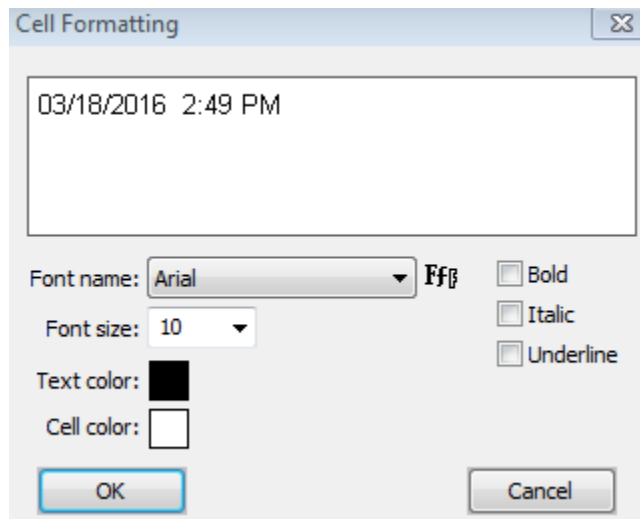 Cell Formatting
03/18/2016 2:49 PM
Font name: Arial Ffβ Bold
Font size: 10 Italic
Underline
Text color:
Cell color:
OK Cancel